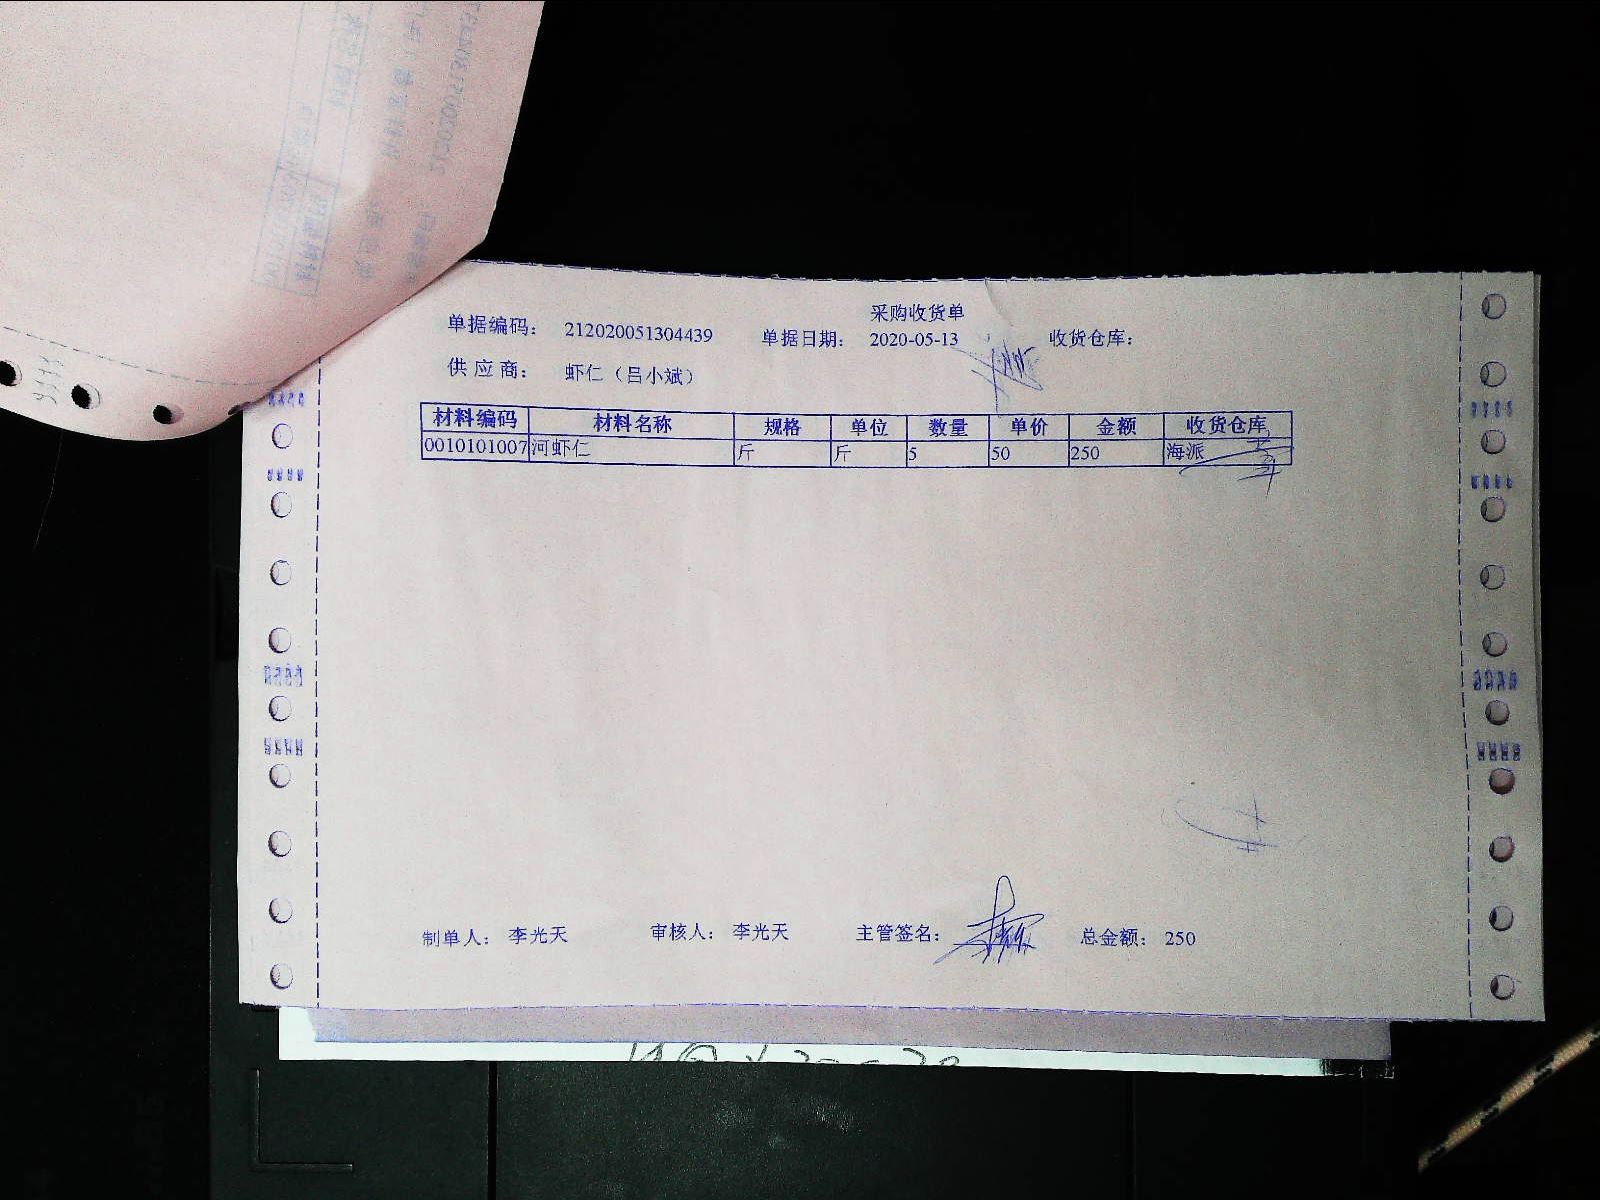 采购收货单
单据编码： 212020051304439 单据日期： 2020-05-13 收货仓库：
供应商： 虾仁（吕小斌）
材料编码 材料名称 规格 单位 数量 单价 金额 收货仓库
0010101007 河虾仁 斤 斤 5 50 250 海派
制单人： 李光天 审核人： 李光天 主管签名： 总金额： 250